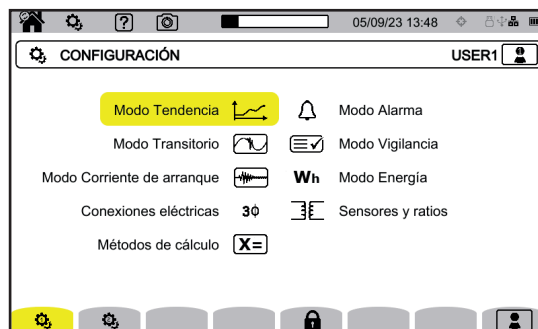 05/09/23 13:48
CONFIGURACIÓN USER1
Modo Tendencia Modo Alarma
Modo Transitorio Modo Vigilancia
Modo Corriente de arranque Wh Modo Energía
Conexiones eléctricas 3ϕ Sensores y ratios
Métodos de cálculo X=